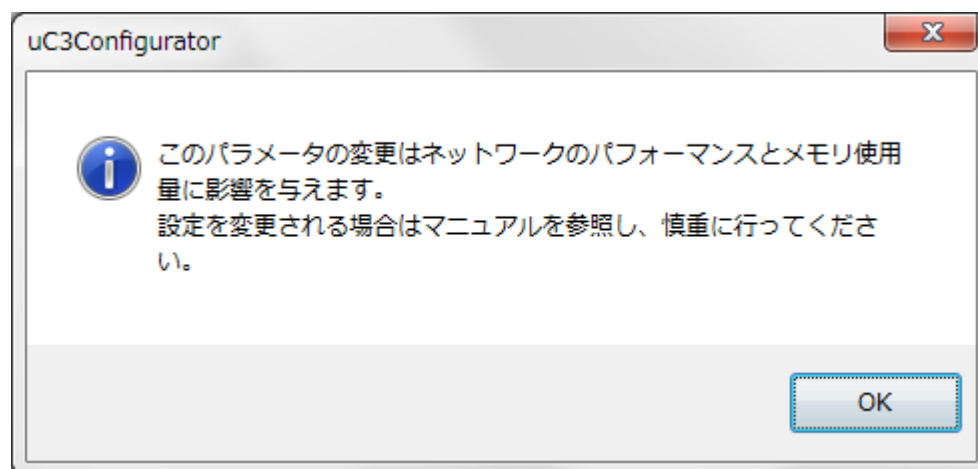 uC3Configurator
このパラメータの変更はネットワークのパフォーマンスとメモリ使用
量に影響を与えます。
設定を変更される場合はマニュアルを参照し、慎重に行ってくださ
い。
OK